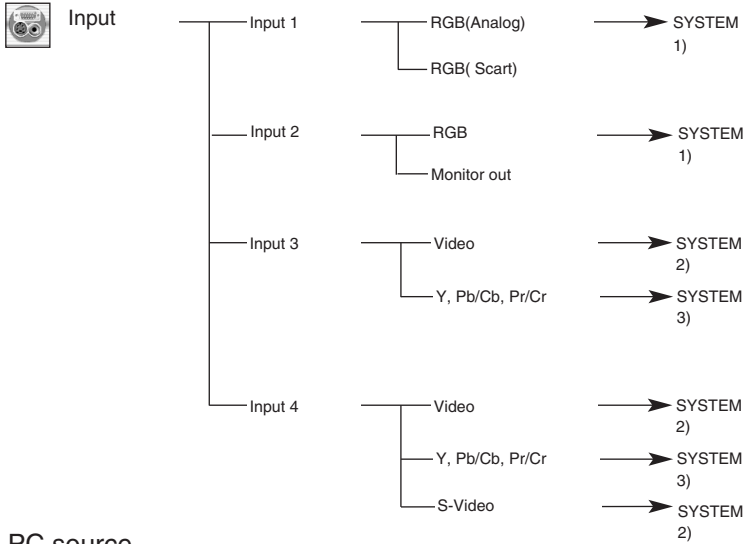 Input
Input 1
RGB(Analog)
SYSTEM
1)
RGB( Scart)
Input 2
RGB
SYSTEM
1)
Monitor out
Input 3
Video
SYSTEM
2)
Y, Pb/Cb, Pr/Cr
SYSTEM
3)
Input 4
Video
SYSTEM
2)
Y, Pb/Cb, Pr/Cr
SYSTEM
3)
S-Video
SYSTEM
2)
PC source